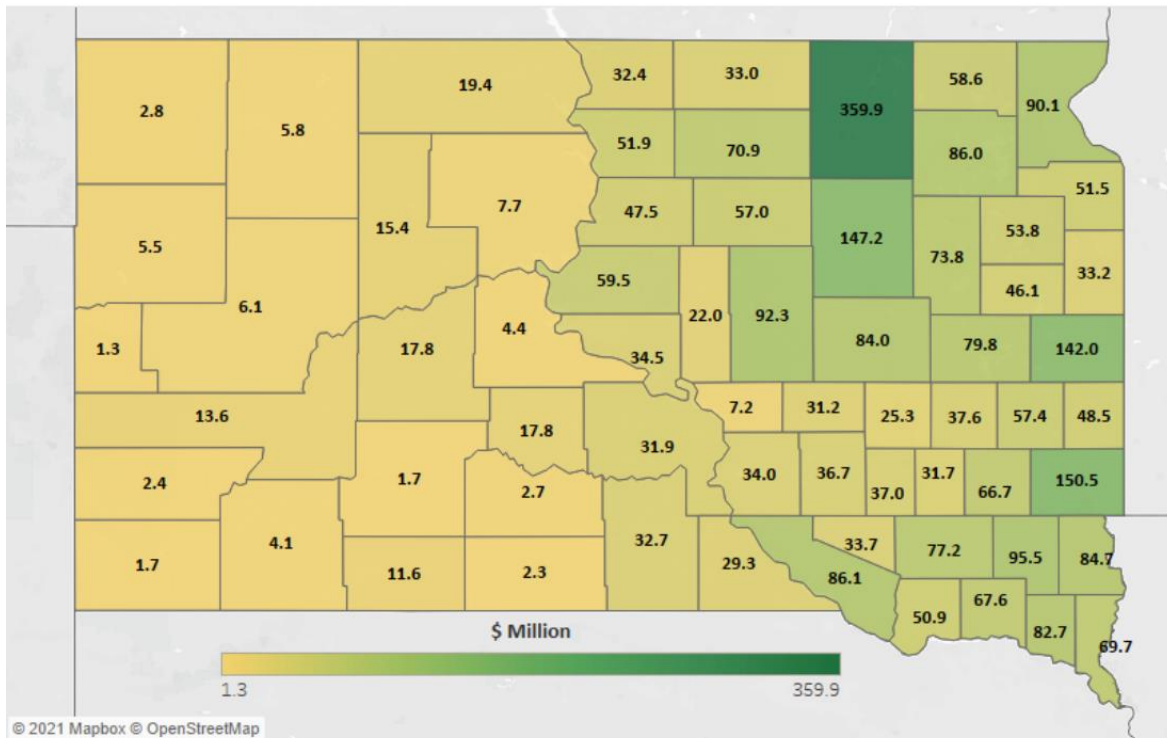 32.4 33.0 58.6
19.4 90.1
2.8 5.8 359.9
51.9 70.9 86.0
51.5
7.7
47.5 57.0 53.8
15.4 147.2 73.8
5.5 33.2
59.5 46.1
6.1 22.0 92.3
4.4
1.3 17.8 34.5 84.0 79.8 142.0
7.2 31.2 25.3 37.6 57.4 48.5
13.6 17.8
31.9
34.0 36.7 37.0 31.7 66.7 150.5
2.4 1.7 2.7
4.1 32.7 33.7 77.2 95.5 84.7
1.7 11.6 2.3 29.3 86.1
50.9 67.6 82.7 69.7
$ Million
1.3 359.9
© 2021 Mapbox © OpenStreetMap